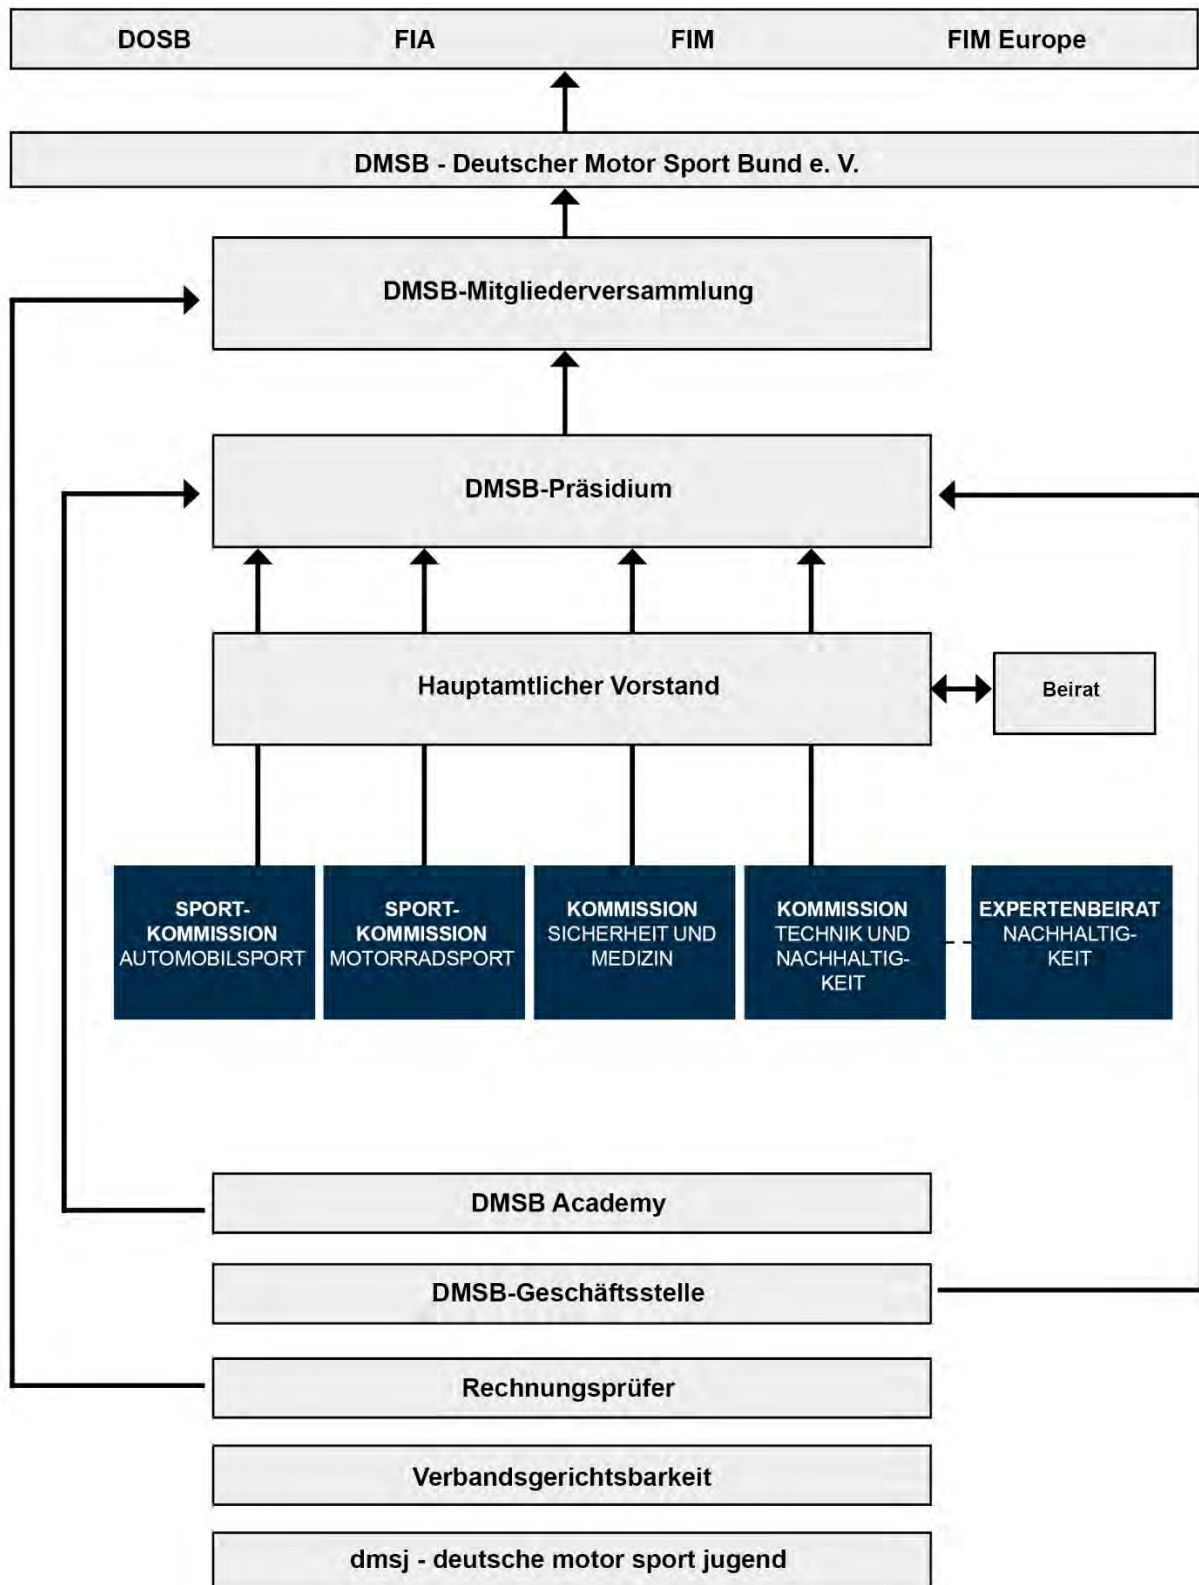 DOSB FIA FIM FIM Europe
DMSB - Deutscher Motor Sport Bund e. V.
DMSB-Mitgliederversammlung
DMSB-Präsidium
Hauptamtlicher Vorstand
Beirat
SPORT-
KOMMISSION
AUTOMOBILSPORT
SPORT-
KOMMISSION
MOTORRADSPORT
KOMMISSION
SICHERHEIT UND
MEDIZIN
KOMMISSION
TECHNIK UND
NACHHALTIG-
KEIT
EXPERTENBEIRAT
NACHHALTIG-
KEIT
DMSB Academy
DMSB-Geschäftsstelle
Rechnungsprüfer
Verbandsgerichtsbarkeit
dmsj - deutsche motor sport jugend